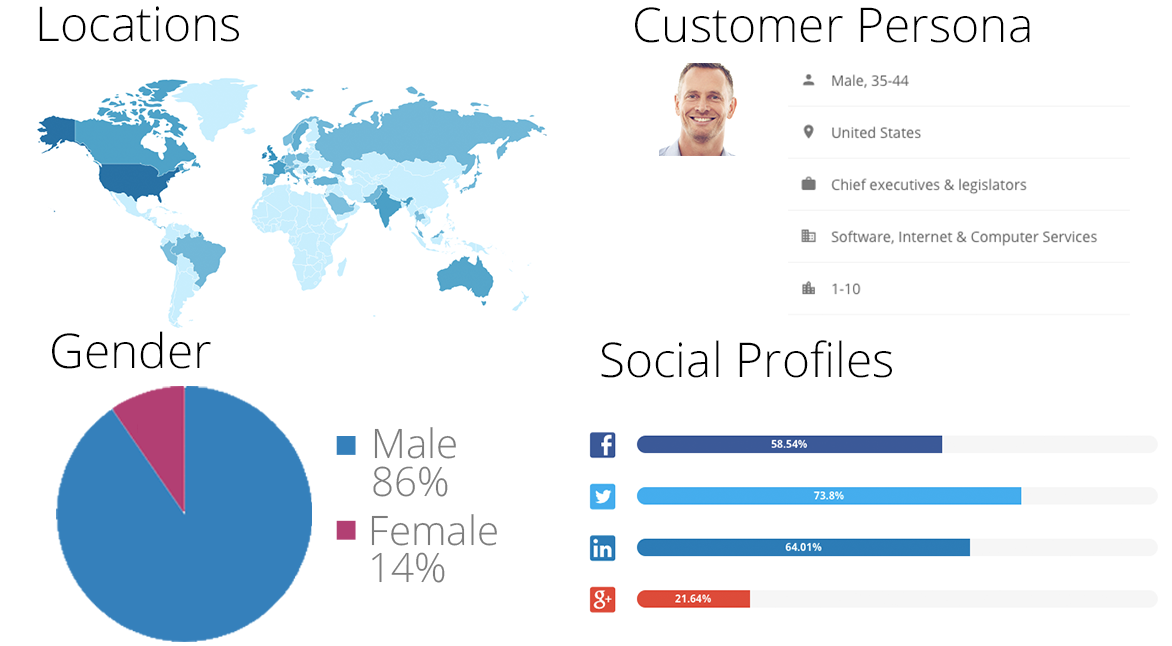 Locations
Customer Persona
Male, 35-44
United States
Chief executives & legislators
Software, Internet & Computer Services
1-10
Gender
Male
86%
Female
14%
Social Profiles
f
58.54%
73.8%
in
64.01%
g+
21.64%